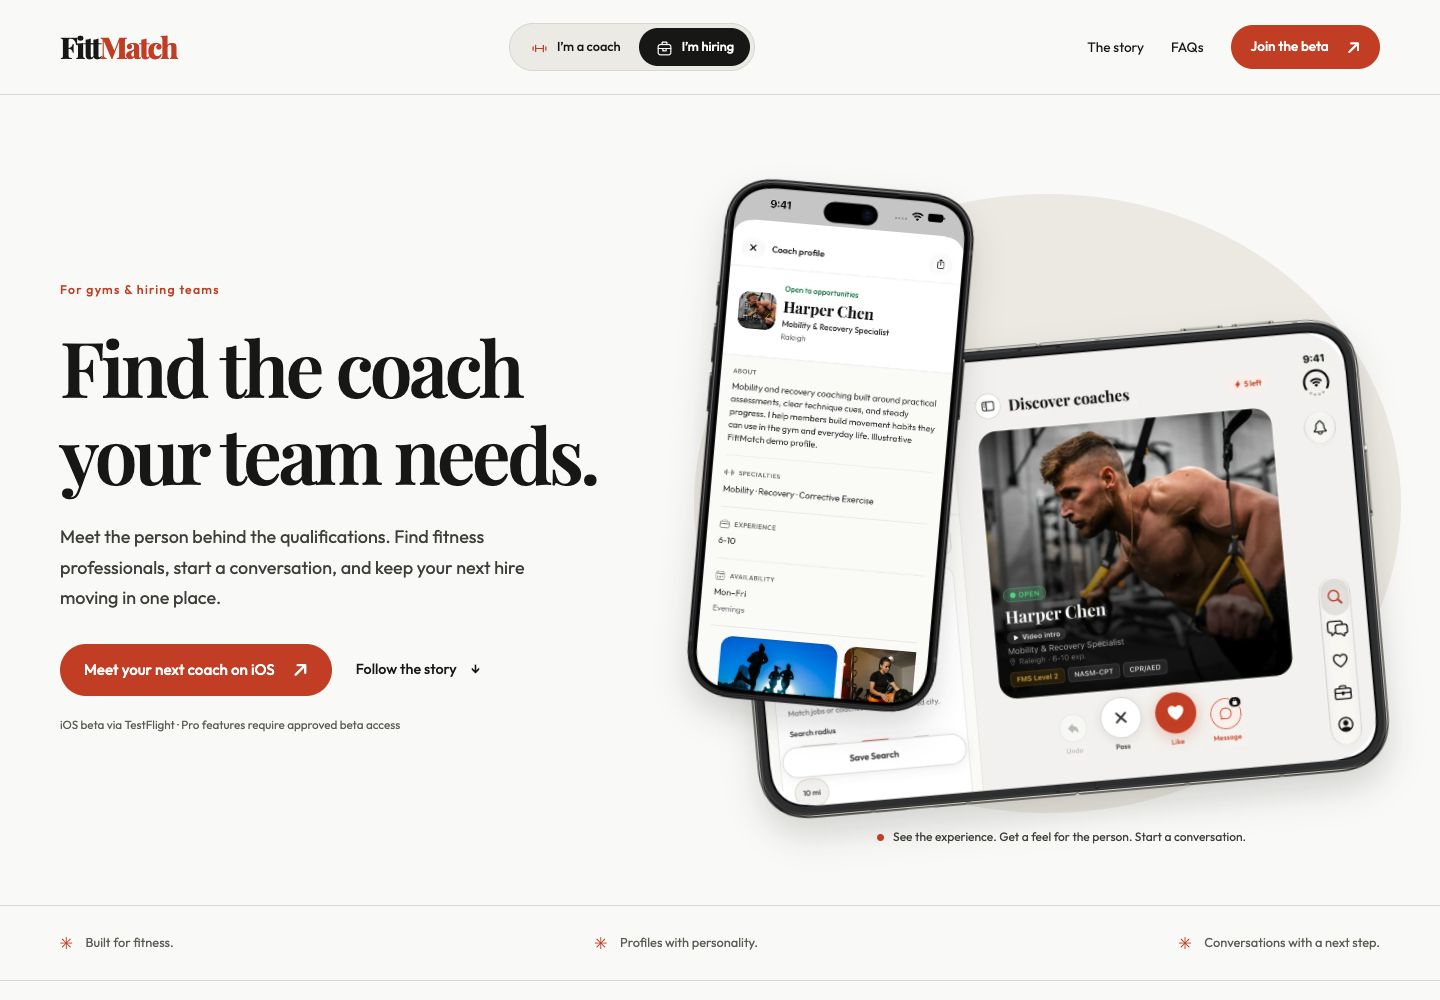 FittMatch
I'm a coach
I'm hiring
The story
FAQs
Join the beta
For gyms & hiring teams
Find the coach
your team needs.
Meet the person behind the qualifications. Find fitness
professionals, start a conversation, and keep your next hire
moving in one place.
Meet your next coach on iOS
Follow the story
iOS beta via TestFlight · Pro features require approved beta access
9:41
Coach profile
Open to opportunities
Harper Chen
Mobility & Recovery Specialist
Raleigh
ABOUT
Mobility and recovery coaching built around practical
assessments, clear technique cues, and steady
progress. I help members build movement habits they
can use in the gym and everyday life. Illustrative
FittMatch demo profile.
SPECIALTIES
Mobility · Recovery · Corrective Exercise
EXPERIENCE
6-10
AVAILABILITY
Mon–Fri
Evenings
9:41
Discover coaches
5 left
OPEN
Harper Chen
Video intro
Mobility & Recovery Specialist
Raleigh · 6-10 exp.
FMS Level 2
NASM-CPT
CPR/AED
Undo
Pass
Like
Message
Match jobs or
city.
Search radius
Save Search
10 mi
See the experience. Get a feel for the person. Start a conversation.
Built for fitness.
Profiles with personality.
Conversations with a next step.